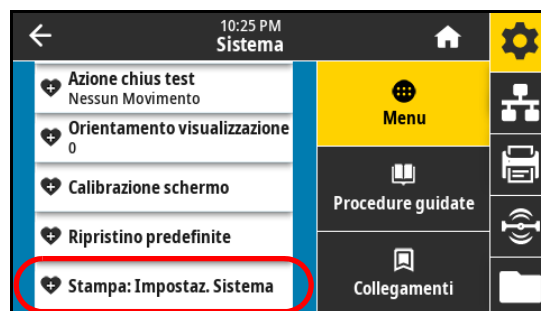 10:25 PM
Sistema
Azione chius test
Nessun Movimento
Orientamento visualizzazione
0
Calibrazione schermo
Ripristino predefinite
Stampa: Impostaz. Sistema
Menu
Procedure guidate
Collegamenti